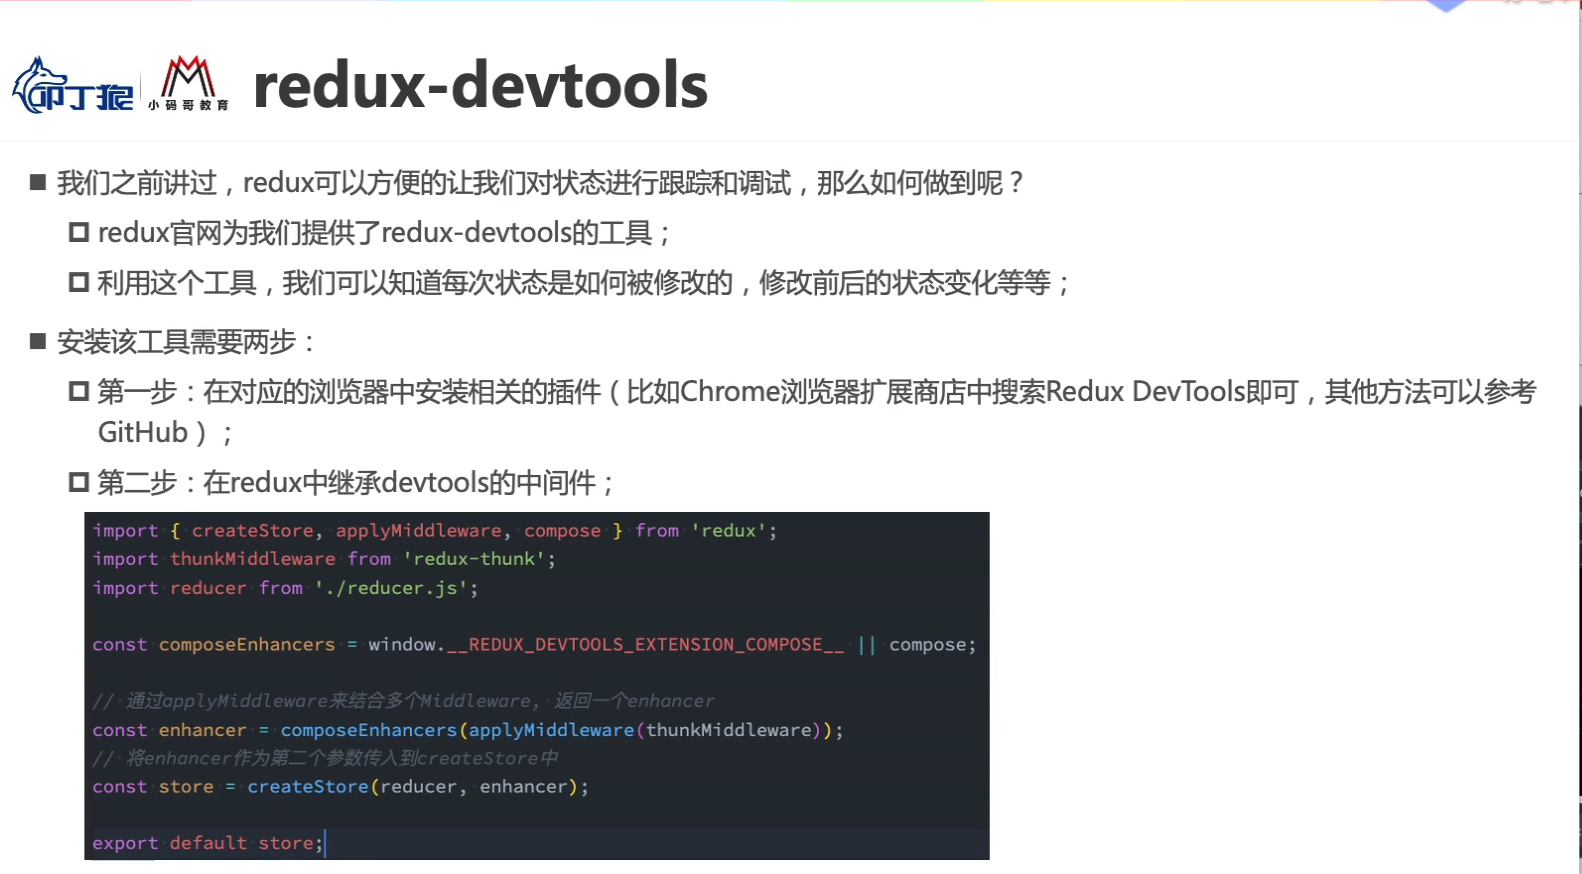 叩丁狼
小码哥教育
redux-devtools
我们之前讲过，redux可以方便的让我们对状态进行跟踪和调试，那么如何做到呢？
redux官网为我们提供了redux-devtools的工具；
利用这个工具，我们可以知道每次状态是如何被修改的，修改前后的状态变化等等；
安装该工具需要两步：
第一步：在对应的浏览器中安装相关的插件（比如Chrome浏览器扩展商店中搜索Redux DevTools即可，其他方法可以参考
GitHub）；
第二步：在redux中继承devtools的中间件；
import { createStore, applyMiddleware, compose } from 'redux';
import thunkMiddleware from 'redux-thunk';
import reducer from './reducer.js';
const composeEnhancers = window.__REDUX_DEVTOOLS_EXTENSION_COMPOSE__ || compose;
// 通过applyMiddleware来结合多个Middleware, 返回一个enhancer
const enhancer = composeEnhancers(applyMiddleware(thunkMiddleware));
// 将enhancer作为第二个参数传入到createStore中
const store = createStore(reducer, enhancer);
export default store;